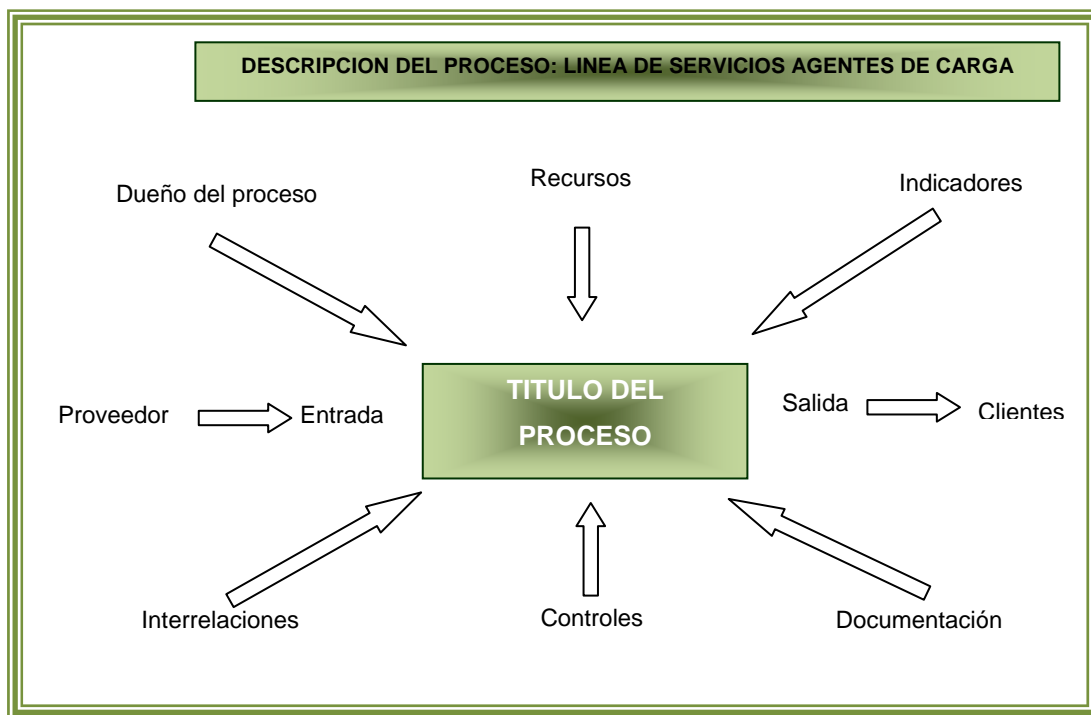 DESCRIPCION DEL PROCESO: LINEA DE SERVICIOS AGENTES DE CARGA
Dueño del proceso
Recursos
Indicadores
Proveedor
Entrada
TITULO DEL
PROCESO
Salida
Clientes
Interrelaciones
Controles
Documentación